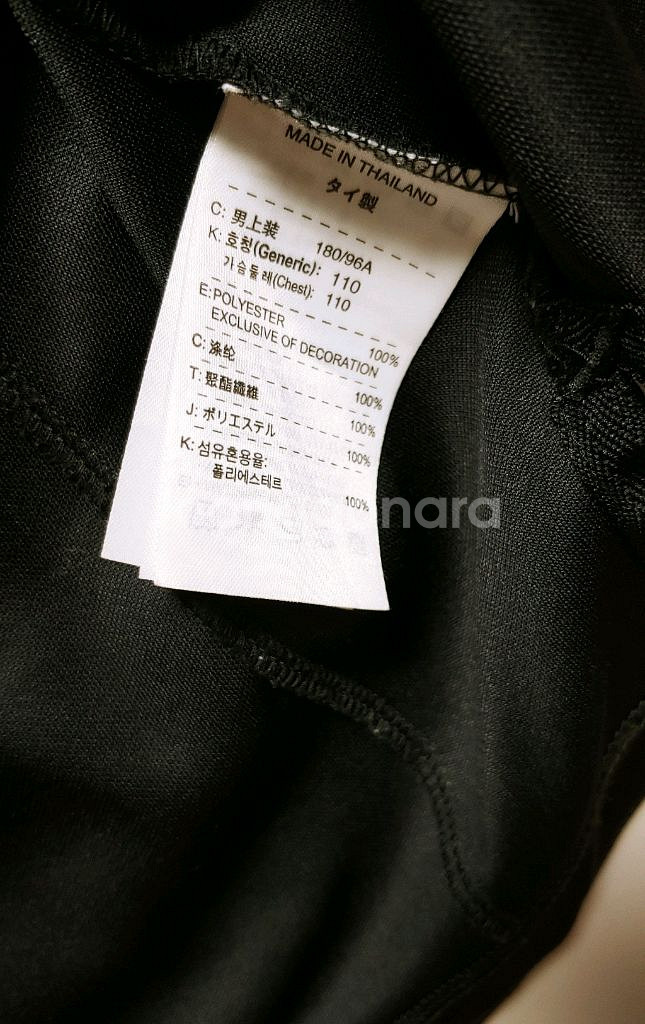 MADE IN THAILAND
タイ製
C: 男上装 180/96A
K: 호칭(Generic): 110
가슴둘레(Chest): 110
E: POLYESTER 100%
EXCLUSIVE OF DECORATION
C: 涤纶 100%
T: 聚酯纖維 100%
J: ポリエステル 100%
K: 섬유혼용율:
폴리에스테르 100%
nara